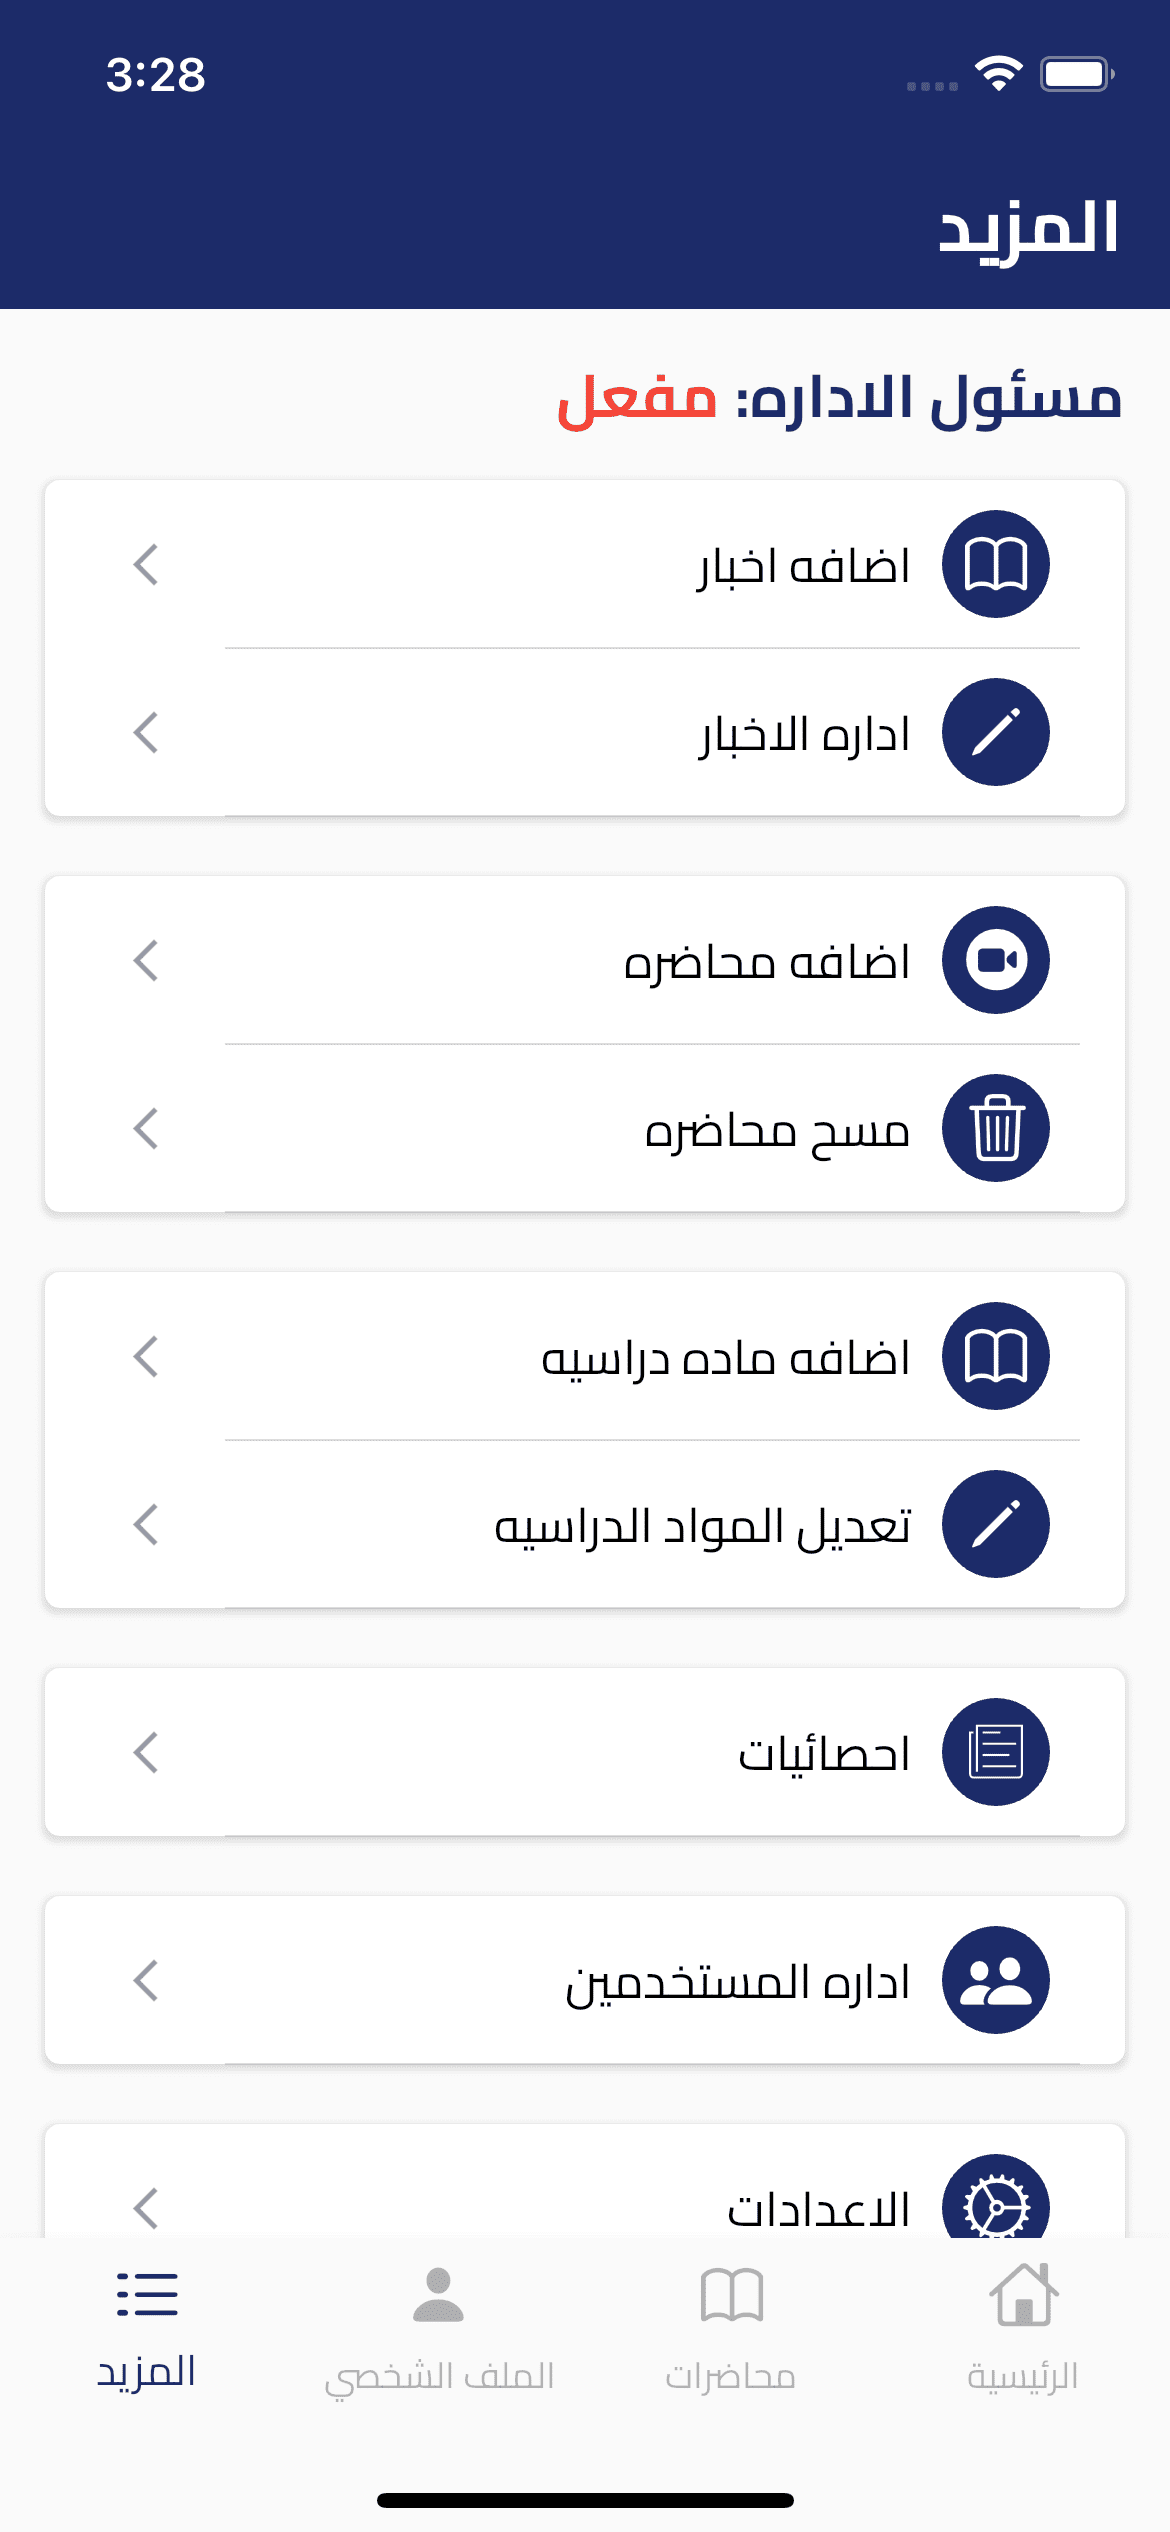 3:28
المزيد
مسئول الاداره: مفعل
اضافه اخبار
اداره الاخبار
اضافه محاضره
مسح محاضره
اضافه ماده دراسيه
تعديل المواد الدراسيه
احصائيات
اداره المستخدمين
الاعدادات
الرئيسية
محاضرات
الملف الشخصي
المزيد